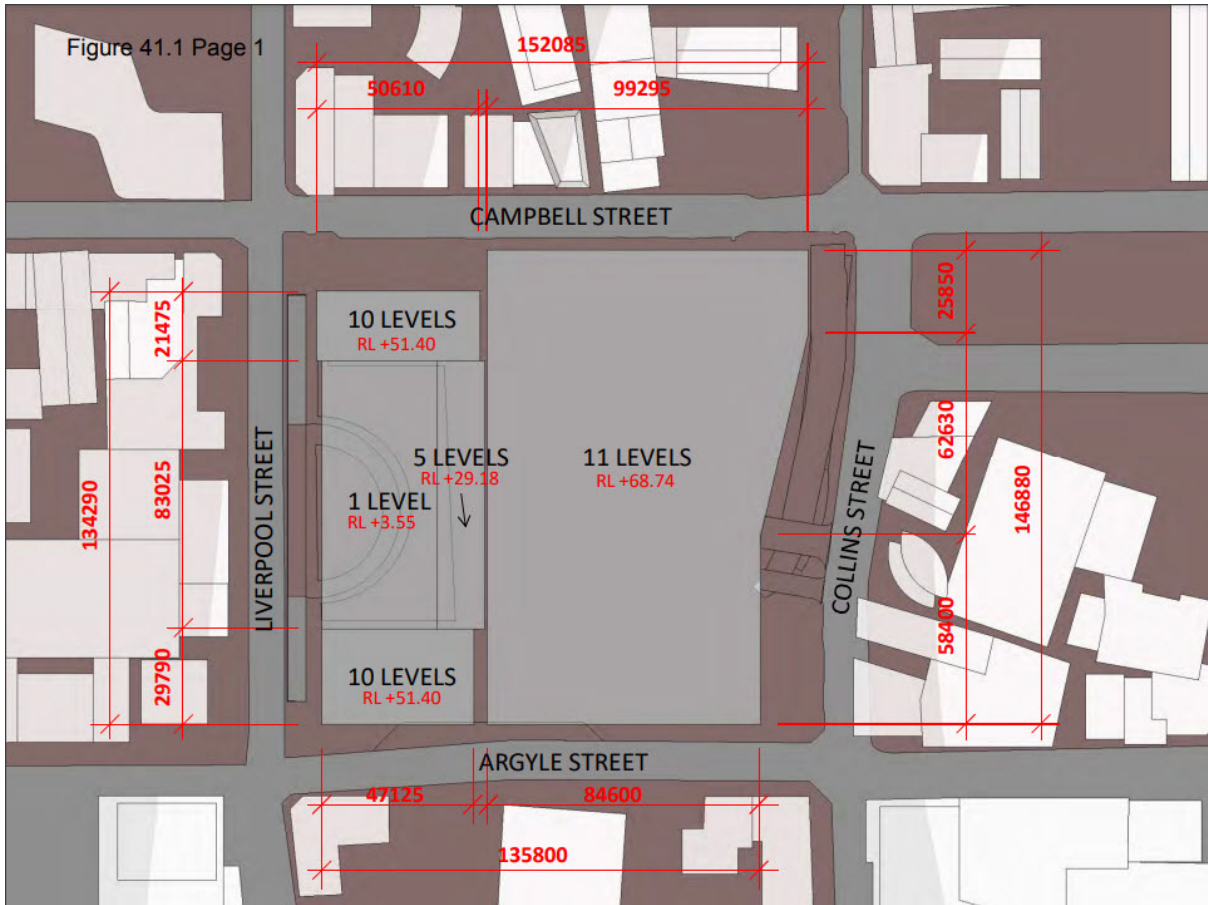 Figure 41.1 Page 1
152085
50610
99295
CAMPBELL STREET
25850
21475
10 LEVELS
RL +51.40
62630
5 LEVELS
RL +29.18
11 LEVELS
RL +68.74
1 LEVEL
RL +3.55
83025
134290
146880
LIVERPOOL STREET
COLLINS STREET
58400
29790
10 LEVELS
RL +51.40
ARGYLE STREET
47125
84600
135800